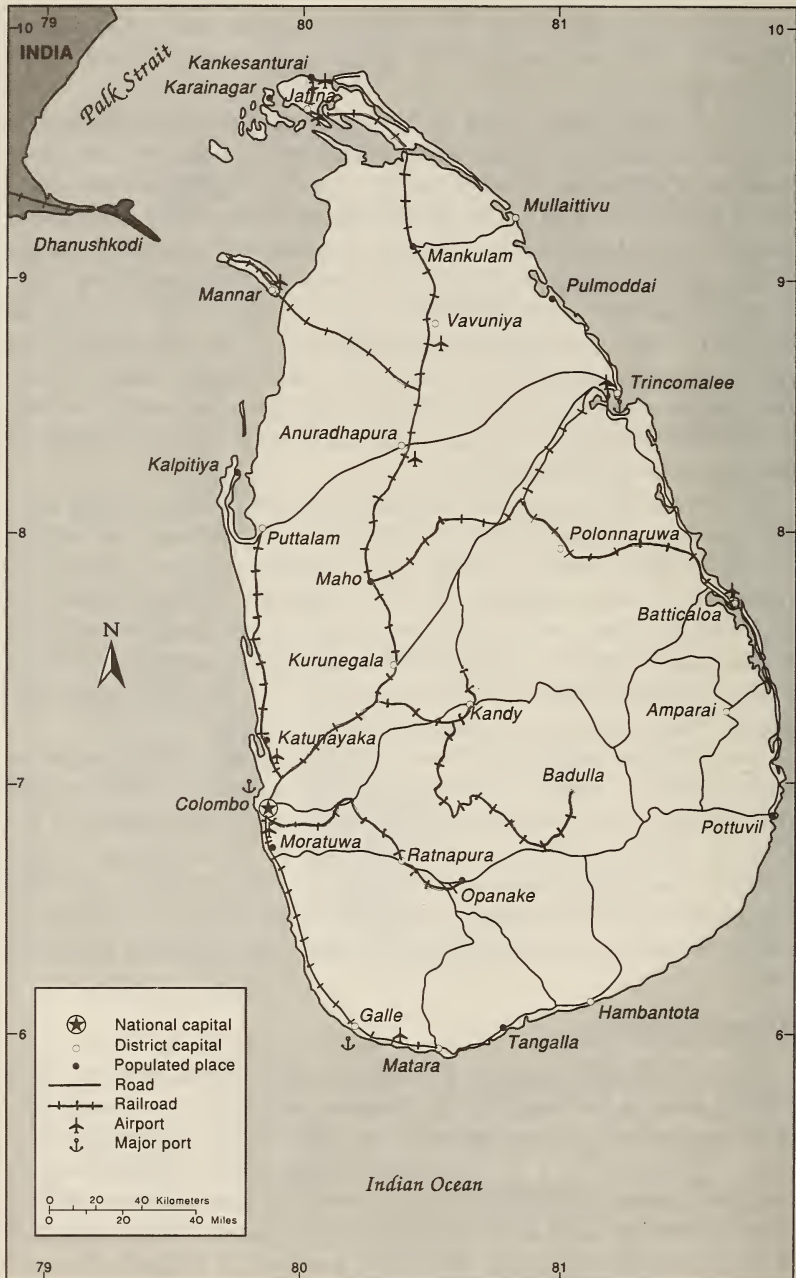 79
80
81
10
10
INDIA
Palk Strait
Kankesanturai
Karainagar
Jaffna
Mullaittivu
Dhanushkodi
Mankulam
9
9
Pulmoddai
Mannar
Vavuniya
Trincomalee
Anuradhapura
Kalpitiya
8
8
Puttalam
Polonnaruwa
Maho
Batticaloa
N
Kurunegala
Kandy
Amparai
Katunayaka
7
7
Badulla
Colombo
Pottuvil
Moratuwa
Ratnapura
Opanake
Galle
Hambantota
6
6
Tangalla
Matara
National capital
District capital
Populated place
Road
Railroad
Airport
Major port
0 20 40 Kilometers
0 20 40 Miles
Indian Ocean
79
80
81